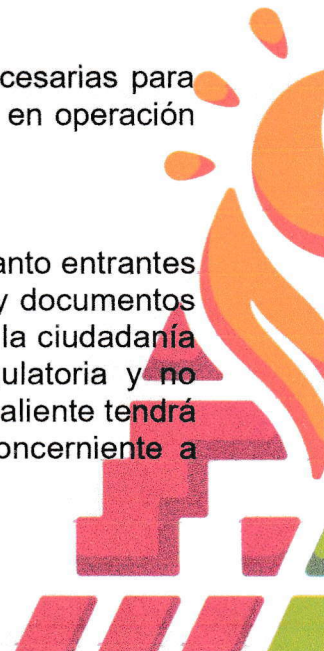 cesarias para
en operación
anto entrantes
y documentos
la ciudadanía
ulatoria y no
aliente tendrá
oncerniente a